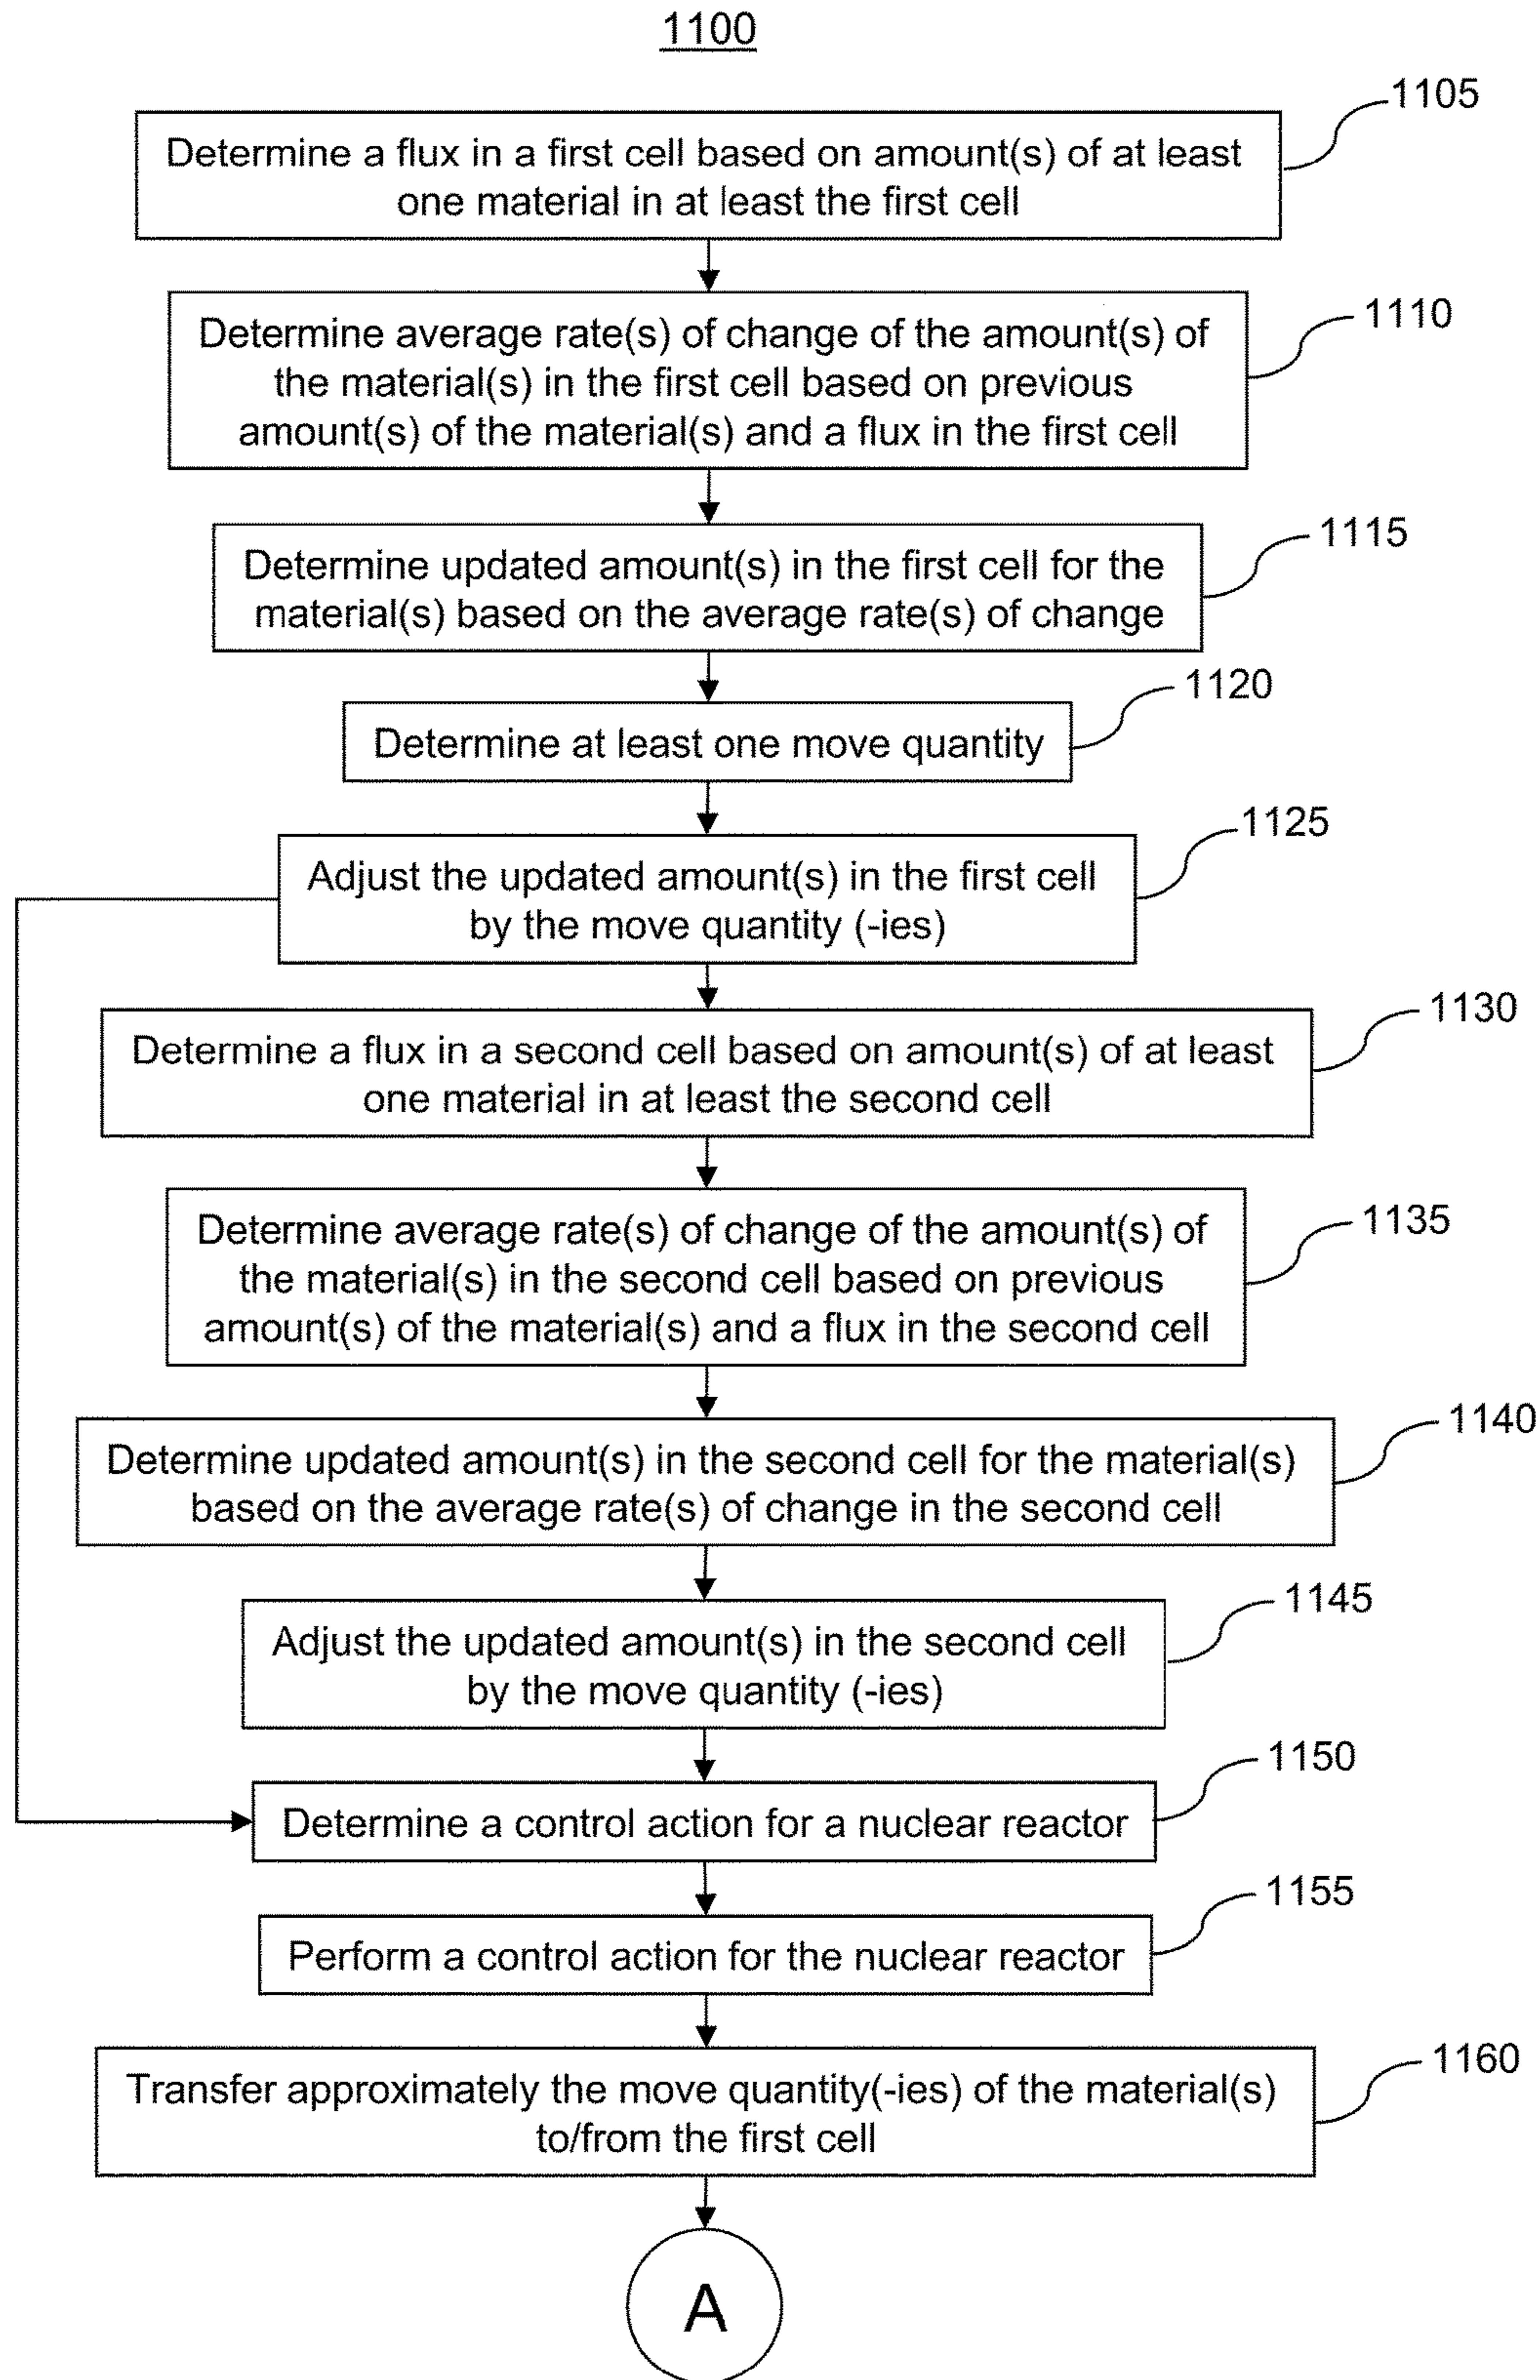 1100
1105
Determine a flux in a first cell based on amount(s) of at least
one material in at least the first cell
1110
Determine average rate(s) of change of the amount(s) of
the material(s) in the first cell based on previous
amount(s) of the material(s) and a flux in the first cell
1115
Determine updated amount(s) in the first cell for the
material(s) based on the average rate(s) of change
1120
Determine at least one move quantity
1125
Adjust the updated amount(s) in the first cell
by the move quantity (-ies)
1130
Determine a flux in a second cell based on amount(s) of at least
one material in at least the second cell
1135
Determine average rate(s) of change of the amount(s) of
the material(s) in the second cell based on previous
amount(s) of the material(s) and a flux in the second cell
1140
Determine updated amount(s) in the second cell for the material(s)
based on the average rate(s) of change in the second cell
1145
Adjust the updated amount(s) in the second cell
by the move quantity (-ies)
1150
Determine a control action for a nuclear reactor
1155
Perform a control action for the nuclear reactor
1160
Transfer approximately the move quantity(-ies) of the material(s)
to/from the first cell
A